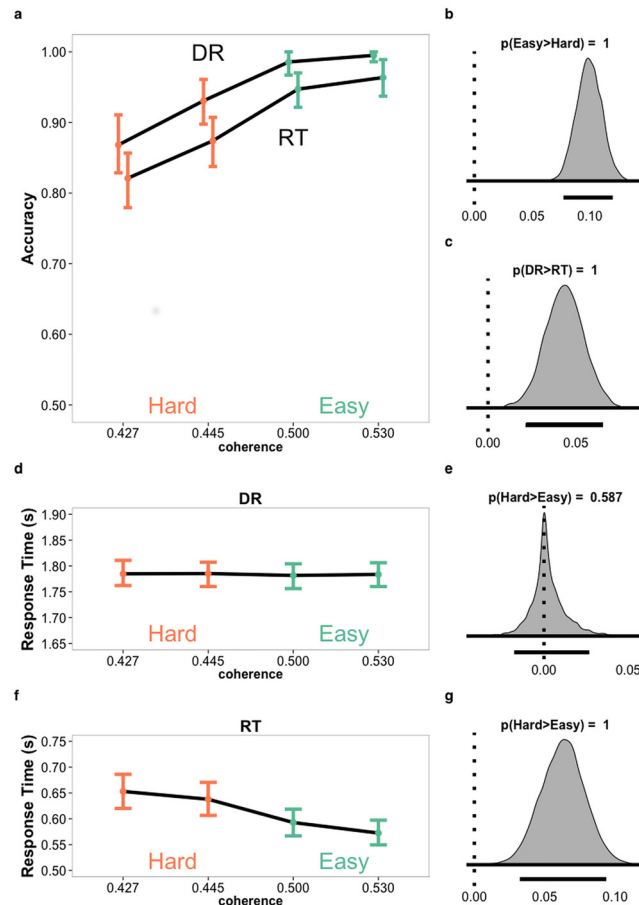 a
1.00
0.90
0.80
0.70
0.60
0.50
Accuracy
DR
RT
Hard
Easy
0.427
0.445
0.500
0.530
coherence
b
p(Easy>Hard) = 1
0.00
0.05
0.10
c
p(DR>RT) = 1
0.00
0.05
d
DR
1.90
1.85
1.80
1.75
1.70
1.65
Response Time (s)
Hard
Easy
0.427
0.445
0.500
0.530
coherence
e
p(Hard>Easy) = 0.587
0.00
0.05
f
RT
0.75
0.70
0.65
0.60
0.55
0.50
Response Time (s)
Hard
Easy
0.427
0.445
0.500
0.530
coherence
g
p(Hard>Easy) = 1
0.00
0.05
0.10